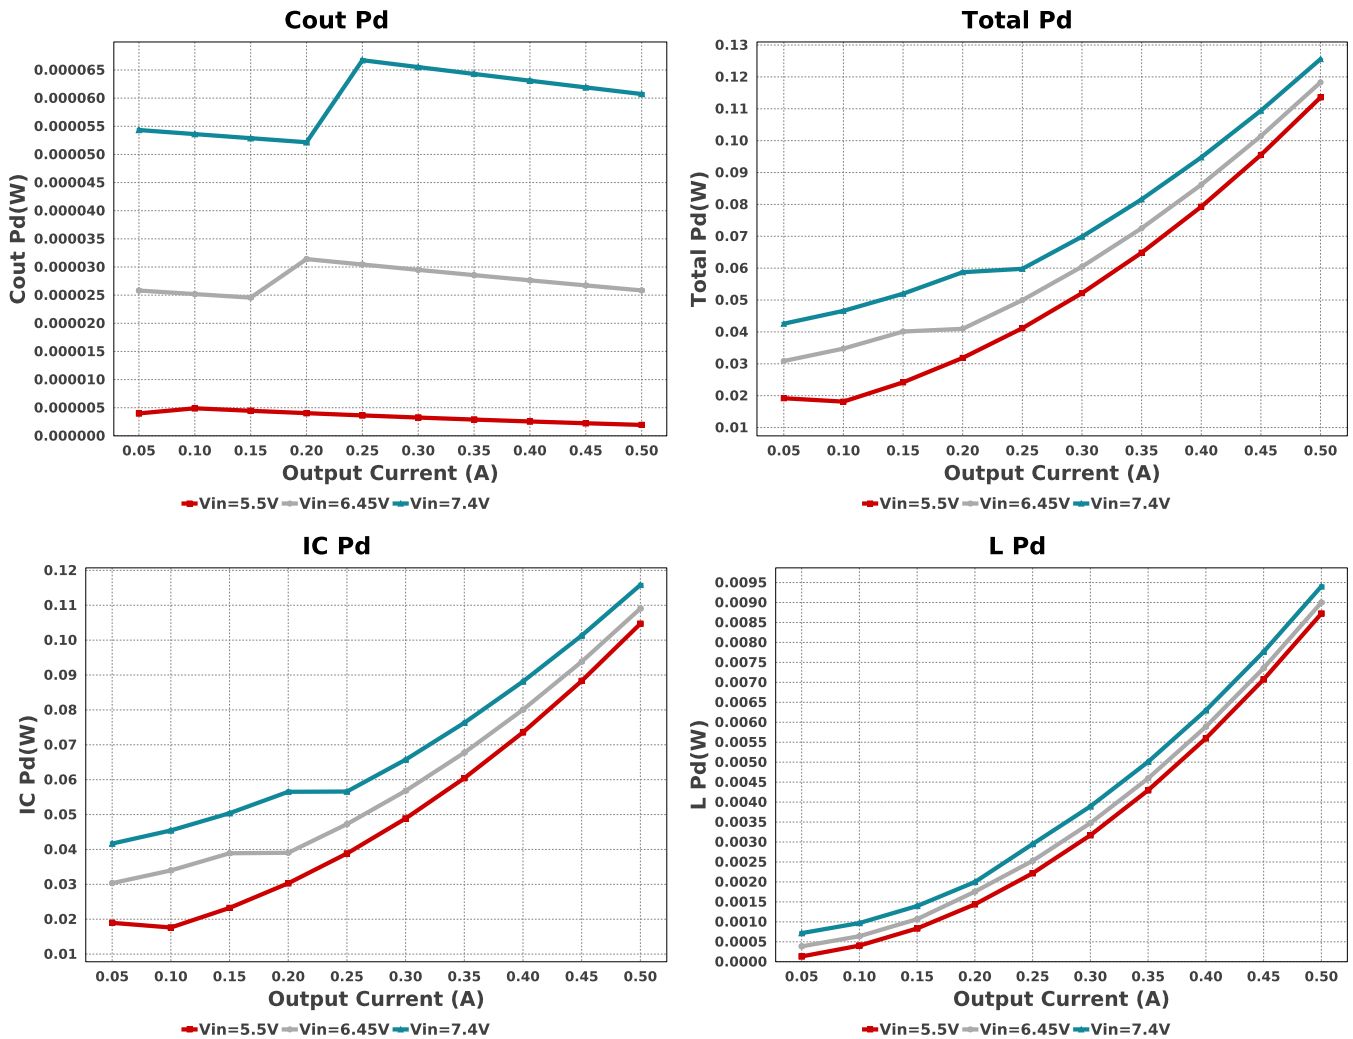 Cout Pd
Cout Pd(W)
0.000065
0.000060
0.000055
0.000050
0.000045
0.000040
0.000035
0.000030
0.000025
0.000020
0.000015
0.000010
0.000005
0.000000
0.05 0.10 0.15 0.20 0.25 0.30 0.35 0.40 0.45 0.50
Output Current (A)
Vin=5.5V Vin=6.45V Vin=7.4V
Total Pd
Total Pd(W)
0.13
0.12
0.11
0.10
0.09
0.08
0.07
0.06
0.05
0.04
0.03
0.02
0.01
0.05 0.10 0.15 0.20 0.25 0.30 0.35 0.40 0.45 0.50
Output Current (A)
Vin=5.5V Vin=6.45V Vin=7.4V
IC Pd
IC Pd(W)
0.12
0.11
0.10
0.09
0.08
0.07
0.06
0.05
0.04
0.03
0.02
0.01
0.05 0.10 0.15 0.20 0.25 0.30 0.35 0.40 0.45 0.50
Output Current (A)
Vin=5.5V Vin=6.45V Vin=7.4V
L Pd
L Pd(W)
0.0095
0.0090
0.0085
0.0080
0.0075
0.0070
0.0065
0.0060
0.0055
0.0050
0.0045
0.0040
0.0035
0.0030
0.0025
0.0020
0.0015
0.0010
0.0005
0.0000
0.05 0.10 0.15 0.20 0.25 0.30 0.35 0.40 0.45 0.50
Output Current (A)
Vin=5.5V Vin=6.45V Vin=7.4V